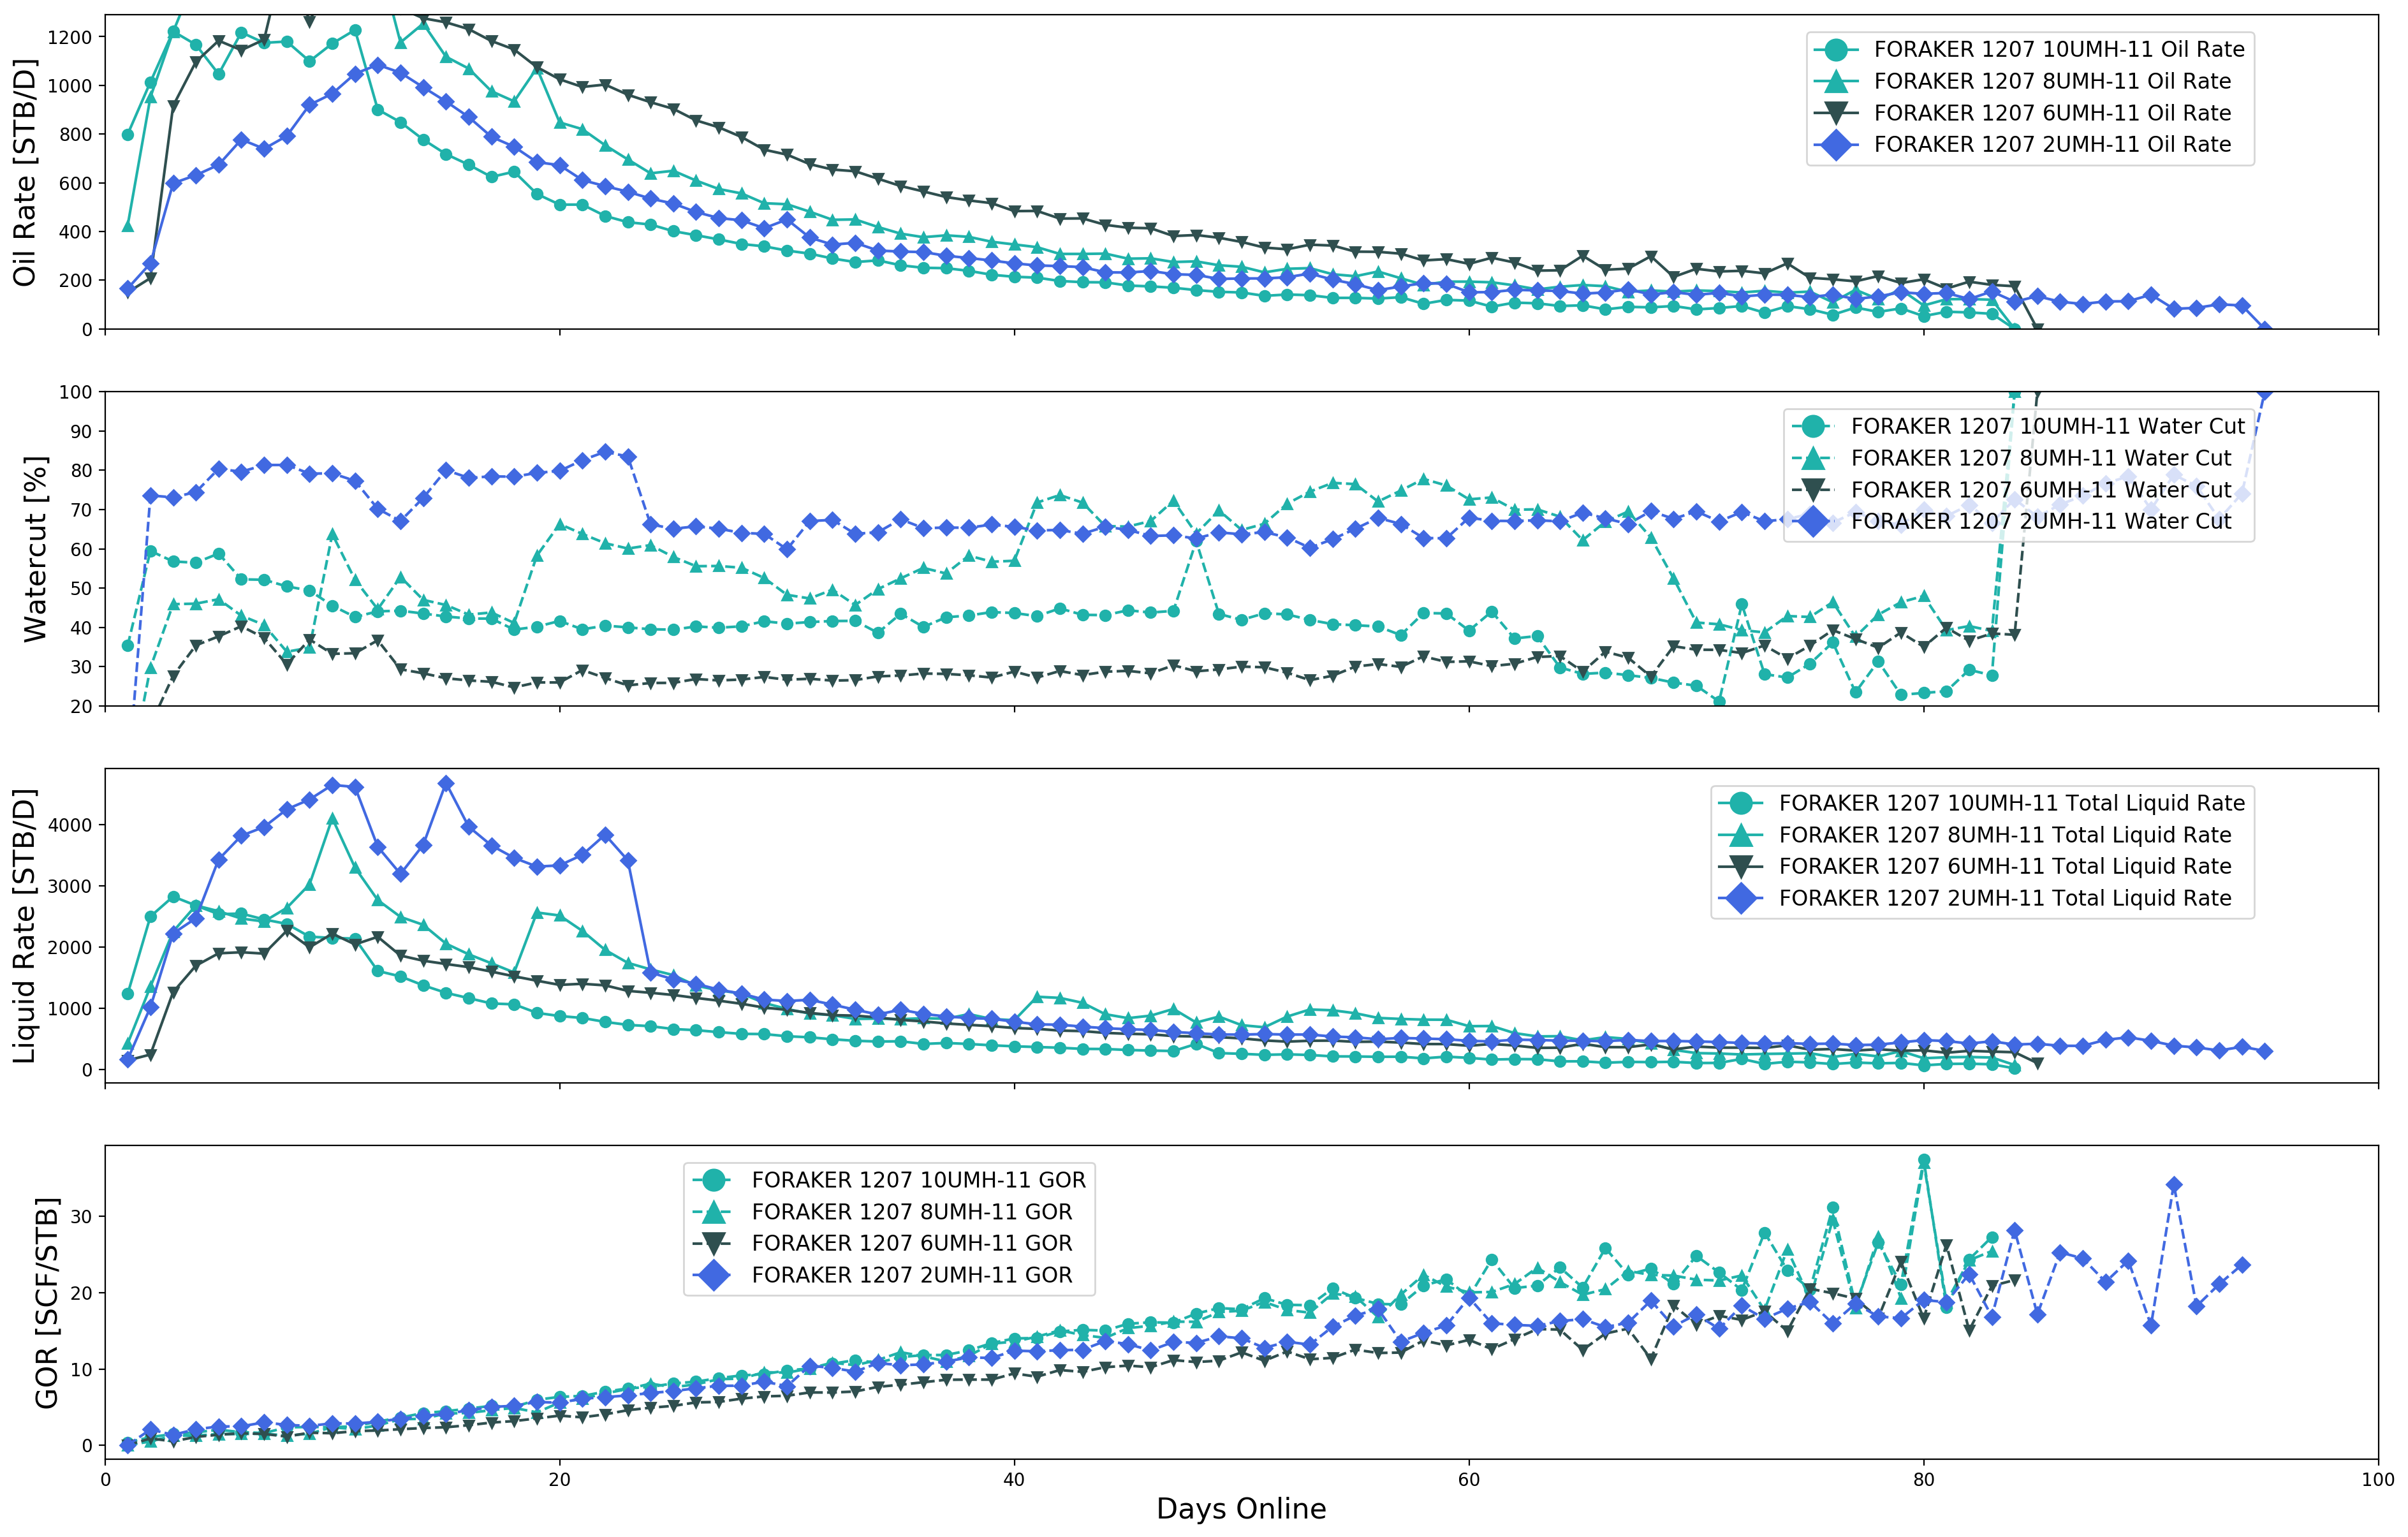 Oil Rate [STB/D]
1200
1000
800
600
400
200
0
FORAKER 1207 10UMH-11 Oil Rate
FORAKER 1207 8UMH-11 Oil Rate
FORAKER 1207 6UMH-11 Oil Rate
FORAKER 1207 2UMH-11 Oil Rate
Watercut [%]
100
90
80
70
60
50
40
30
20
FORAKER 1207 10UMH-11 Water Cut
FORAKER 1207 8UMH-11 Water Cut
FORAKER 1207 6UMH-11 Water Cut
FORAKER 1207 2UMH-11 Water Cut
Liquid Rate [STB/D]
4000
3000
2000
1000
0
FORAKER 1207 10UMH-11 Total Liquid Rate
FORAKER 1207 8UMH-11 Total Liquid Rate
FORAKER 1207 6UMH-11 Total Liquid Rate
FORAKER 1207 2UMH-11 Total Liquid Rate
GOR [SCF/STB]
30
20
10
0
FORAKER 1207 10UMH-11 GOR
FORAKER 1207 8UMH-11 GOR
FORAKER 1207 6UMH-11 GOR
FORAKER 1207 2UMH-11 GOR
0 20 40 60 80 100
Days Online